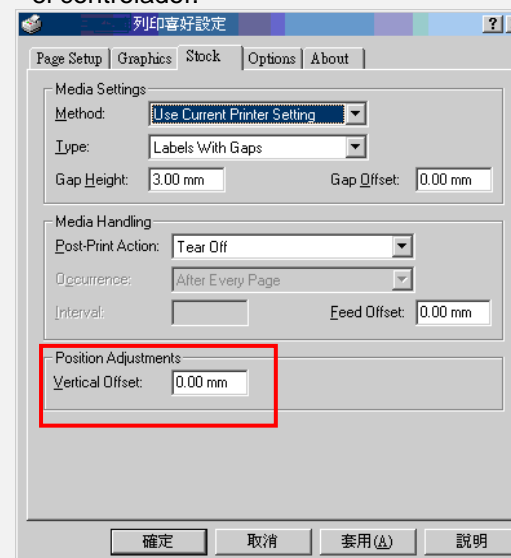 el controlador.
列印喜好設定
Page Setup Graphics Stock Options About
Media Settings
Method: Use Current Printer Setting
Type: Labels With Gaps
Gap Height: 3.00 mm Gap Offset: 0.00 mm
Media Handling
Post-Print Action: Tear Off
Occurrence: After Every Page
Interval: Feed Offset: 0.00 mm
Position Adjustments
Vertical Offset: 0.00 mm
確定 取消 套用(A) 說明